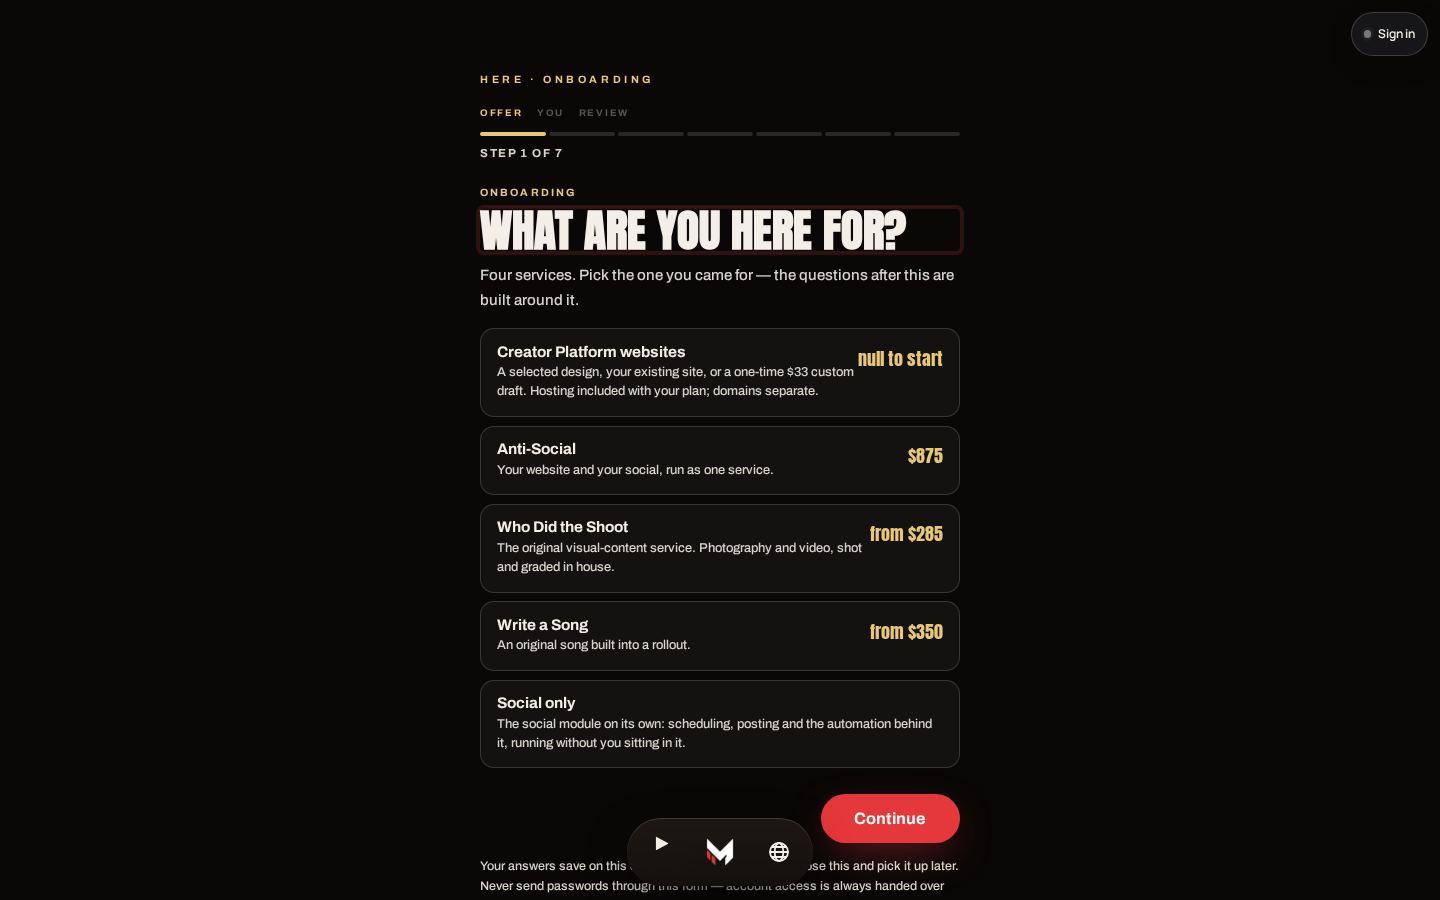 Sign in
HERE · ONBOARDING
OFFER YOU REVIEW
STEP 1 OF 7
ONBOARDING
WHAT ARE YOU HERE FOR?
Four services. Pick the one you came for — the questions after this are
built around it.
Creator Platform websites
null to start
A selected design, your existing site, or a one-time $33 custom
draft. Hosting included with your plan; domains separate.
Anti-Social
$875
Your website and your social, run as one service.
Who Did the Shoot
from $285
The original visual-content service. Photography and video, shot
and graded in house.
Write a Song
from $350
An original song built into a rollout.
Social only
The social module on its own: scheduling, posting and the automation behind
it, running without you sitting in it.
Continue
Your answers save on this this and pick it up later.
Never send passwords through this form — account access is always handed over